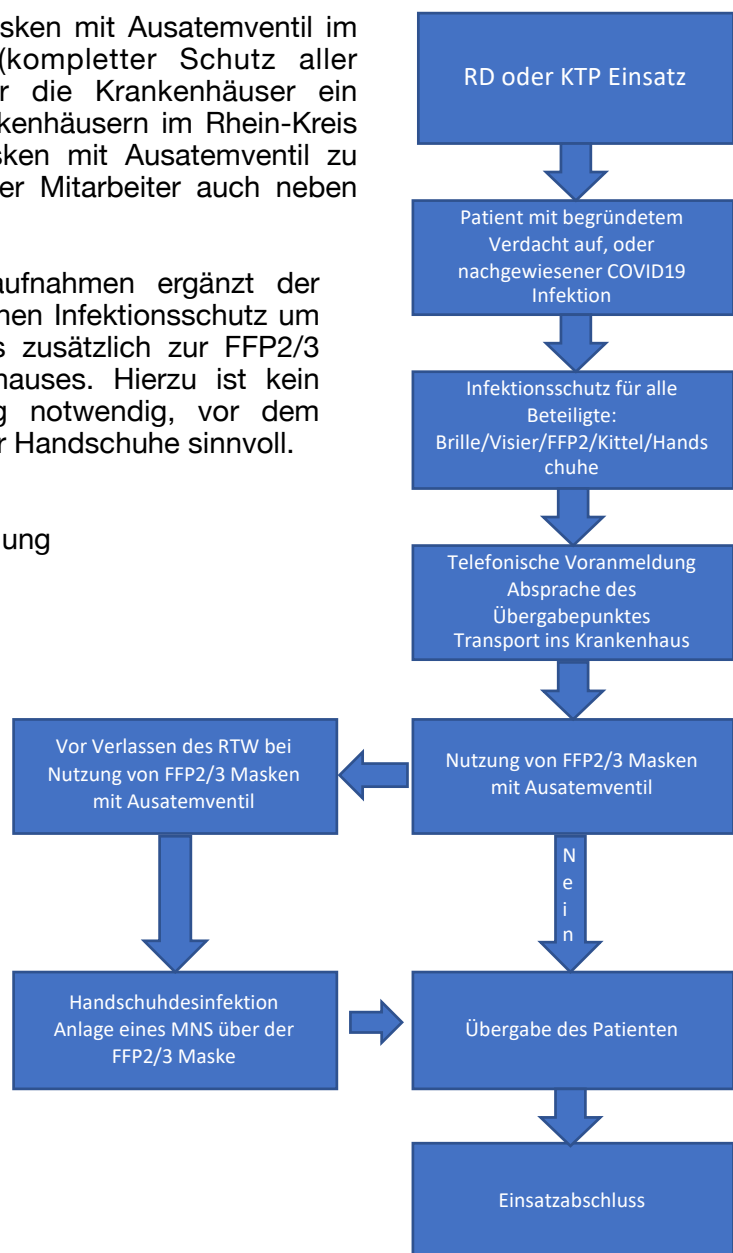 sken mit Ausatemventil im
(kompletter Schutz aller
r die Krankenhäuser ein
kenhäusern im Rhein-Kreis
sken mit Ausatemventil zu
er Mitarbeiter auch neben
aufnahmen ergänzt der
nen Infektionsschutz um
s zusätzlich zur FFP2/3
hauses. Hierzu ist kein
g notwendig, vor dem
r Handschuhe sinnvoll.
ung
RD oder KTP Einsatz
Patient mit begründetem
Verdacht auf, oder
nachgewiesener COVID19
Infektion
Infektionsschutz für alle
Beteiligte:
Brille/Visier/FFP2/Kittel/Hands
chuhe
Telefonische Voranmeldung
Absprache des
Übergabepunktes
Transport ins Krankenhaus
Nutzung von FFP2/3 Masken
mit Ausatemventil
Vor Verlassen des RTW bei
Nutzung von FFP2/3 Masken
mit Ausatemventil
Nein
Handschuhdesinfektion
Anlage eines MNS über der
FFP2/3 Maske
Übergabe des Patienten
Einsatzabschluss